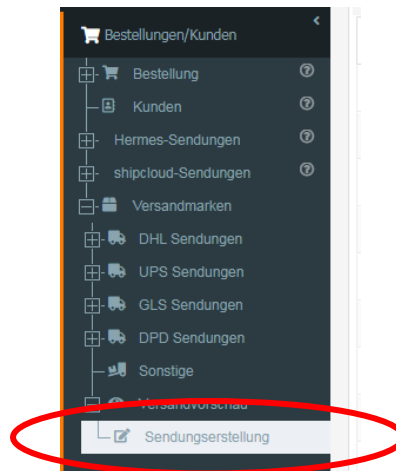 Bestellungen/Kunden
Bestellung
Kunden
Hermes-Sendungen
shipcloud-Sendungen
Versandmarken
DHL Sendungen
UPS Sendungen
GLS Sendungen
DPD Sendungen
Sonstige
Versandvorschau
Sendungserstellung